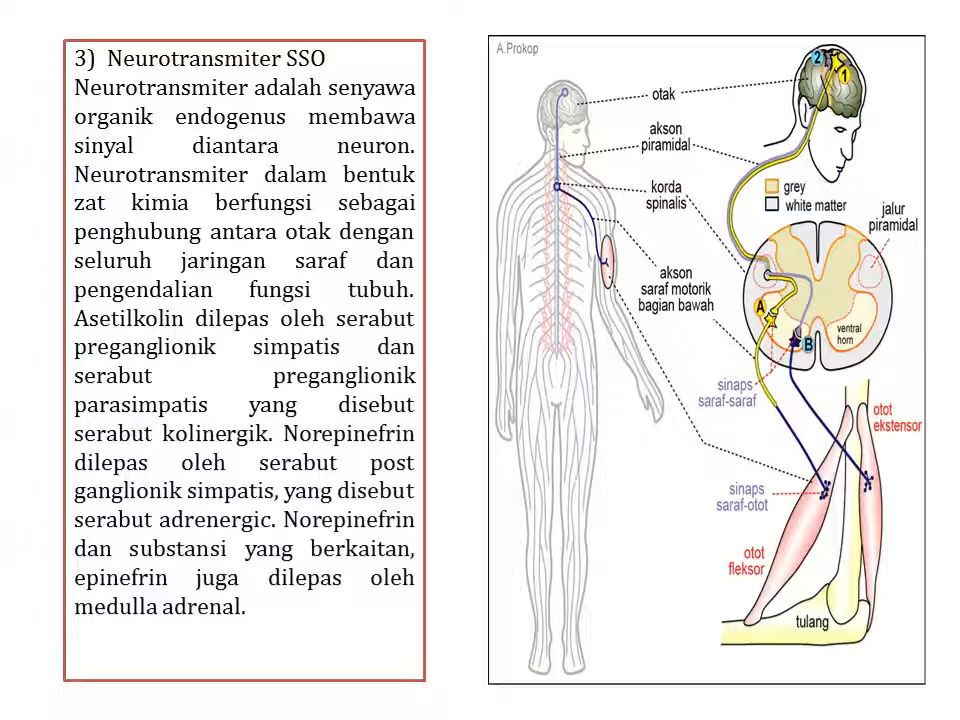 3) Neurotransmiter SSO
Neurotransmiter adalah senyawa
organik endogenus membawa
sinyal diantara neuron.
Neurotransmiter dalam bentuk
zat kimia berfungsi sebagai
penghubung antara otak dengan
seluruh jaringan saraf dan
pengendalian fungsi tubuh.
Asetilkolin dilepas oleh serabut
preganglionik simpatis dan
serabut preganglionik
parasimpatis yang disebut
serabut kolinergik. Norepinefrin
dilepas oleh serabut post
ganglionik simpatis, yang disebut
serabut adrenergic. Norepinefrin
dan substansi yang berkaitan,
epinefrin juga dilepas oleh
medulla adrenal.
A.Prokop
otak
akson
piramidal
korda
spinalis
akson
saraf motorik
bagian bawah
2
1
grey
white matter
jalur
piramidal
A
B
ventral
horn
sinaps
saraf-saraf
otot
ekstensor
sinaps
saraf-otot
otot
fleksor
tulang